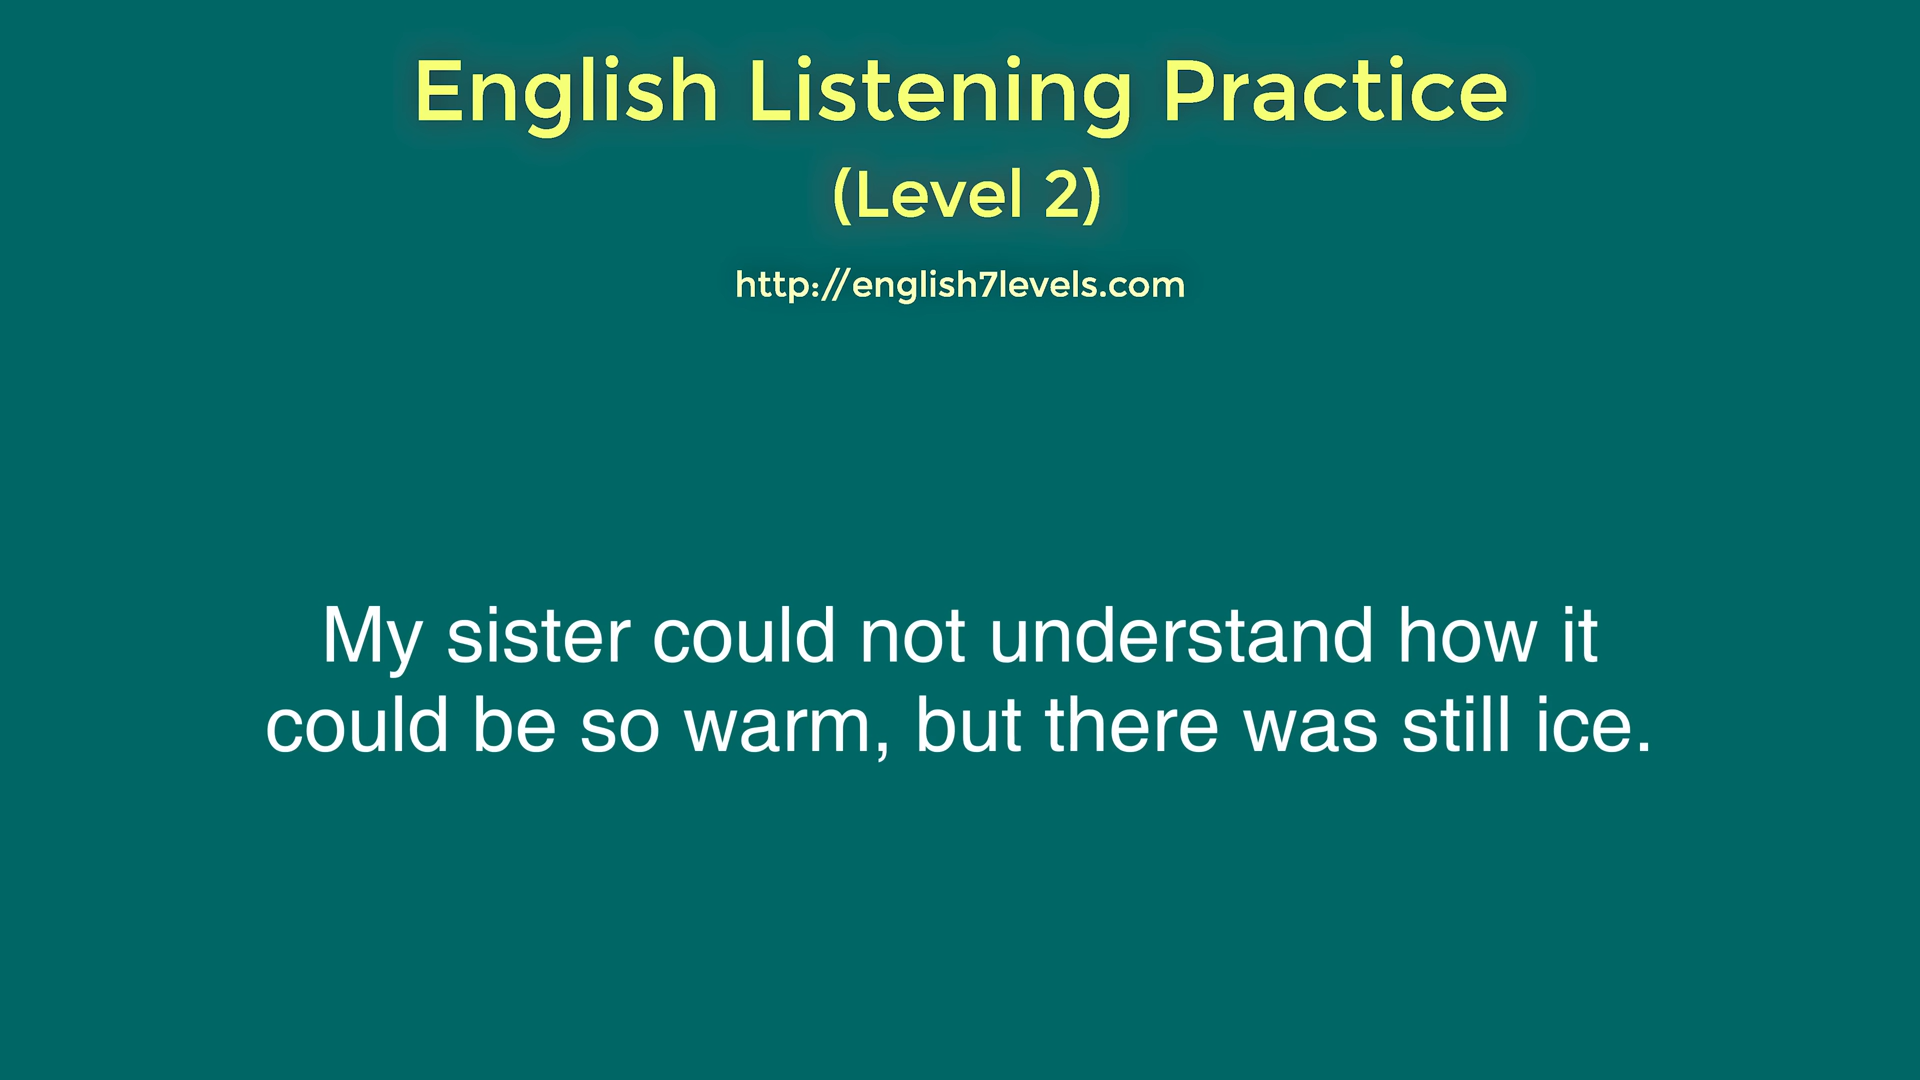 English Listening Practice
(Level 2)
http://english7levels.com
My sister could not understand how it
could be so warm, but there was still ice.